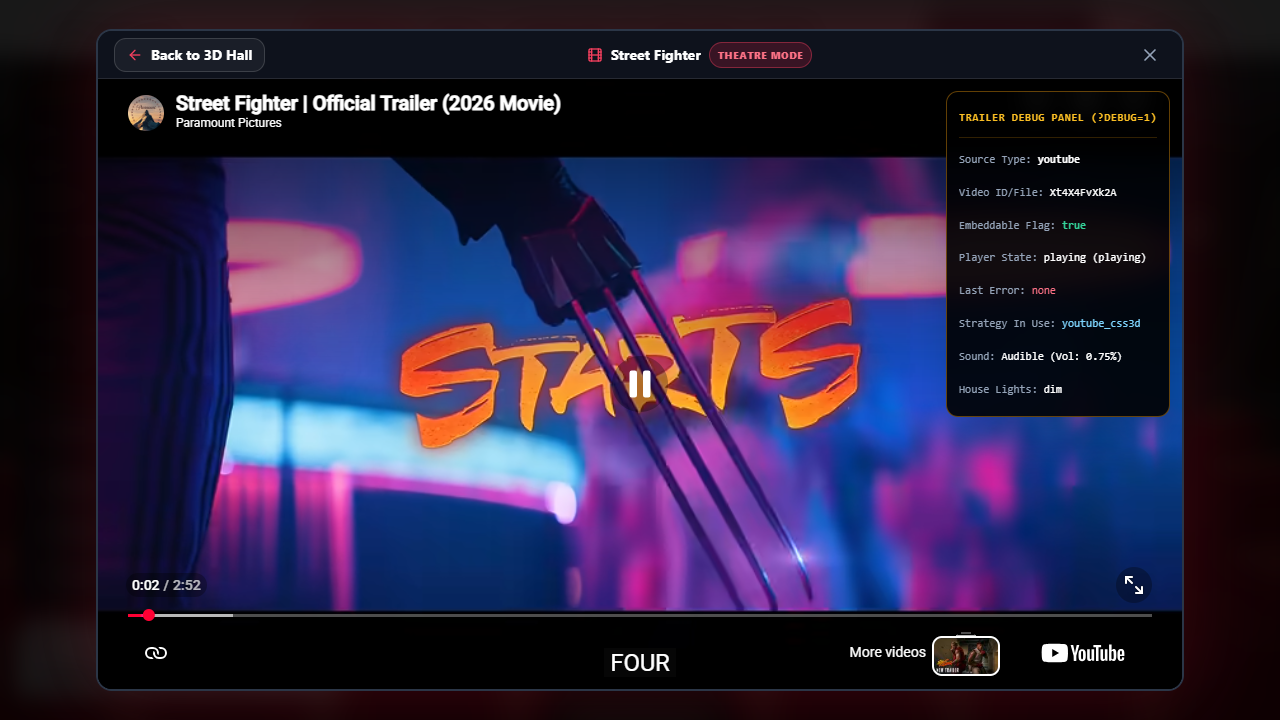 Back to 3D Hall
Street Fighter
THEATRE MODE
Street Fighter | Official Trailer (2026 Movie)
Paramount Pictures
TRAILER DEBUG PANEL (?DEBUG=1)
Source Type: youtube
Video ID/File: Xt4X4FvXk2A
Embeddable Flag: true
Player State: playing (playing)
Last Error: none
Strategy In Use: youtube_css3d
Sound: Audible (Vol: 0.75%)
House Lights: dim
STARTS
0:02 / 2:52
FOUR
More videos
YouTube